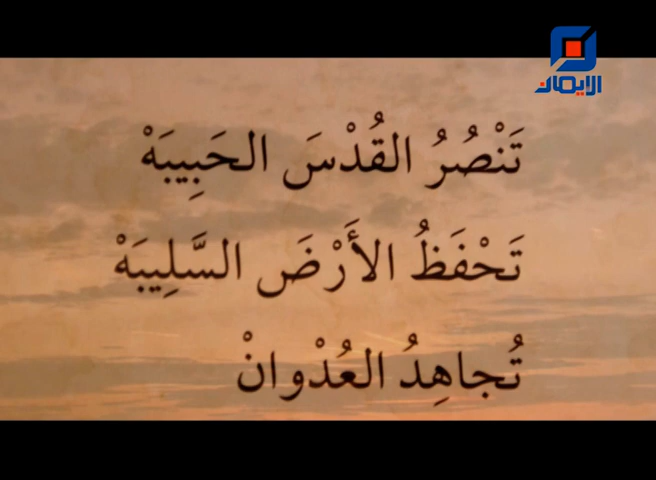 الإيمان
تَنْصُرُ القُدْسَ الحَبِيبَهْ
تَحْفَظُ الأَرْضَ السَّلِيبَهْ
تُجاهِدُ العُدْوانْ